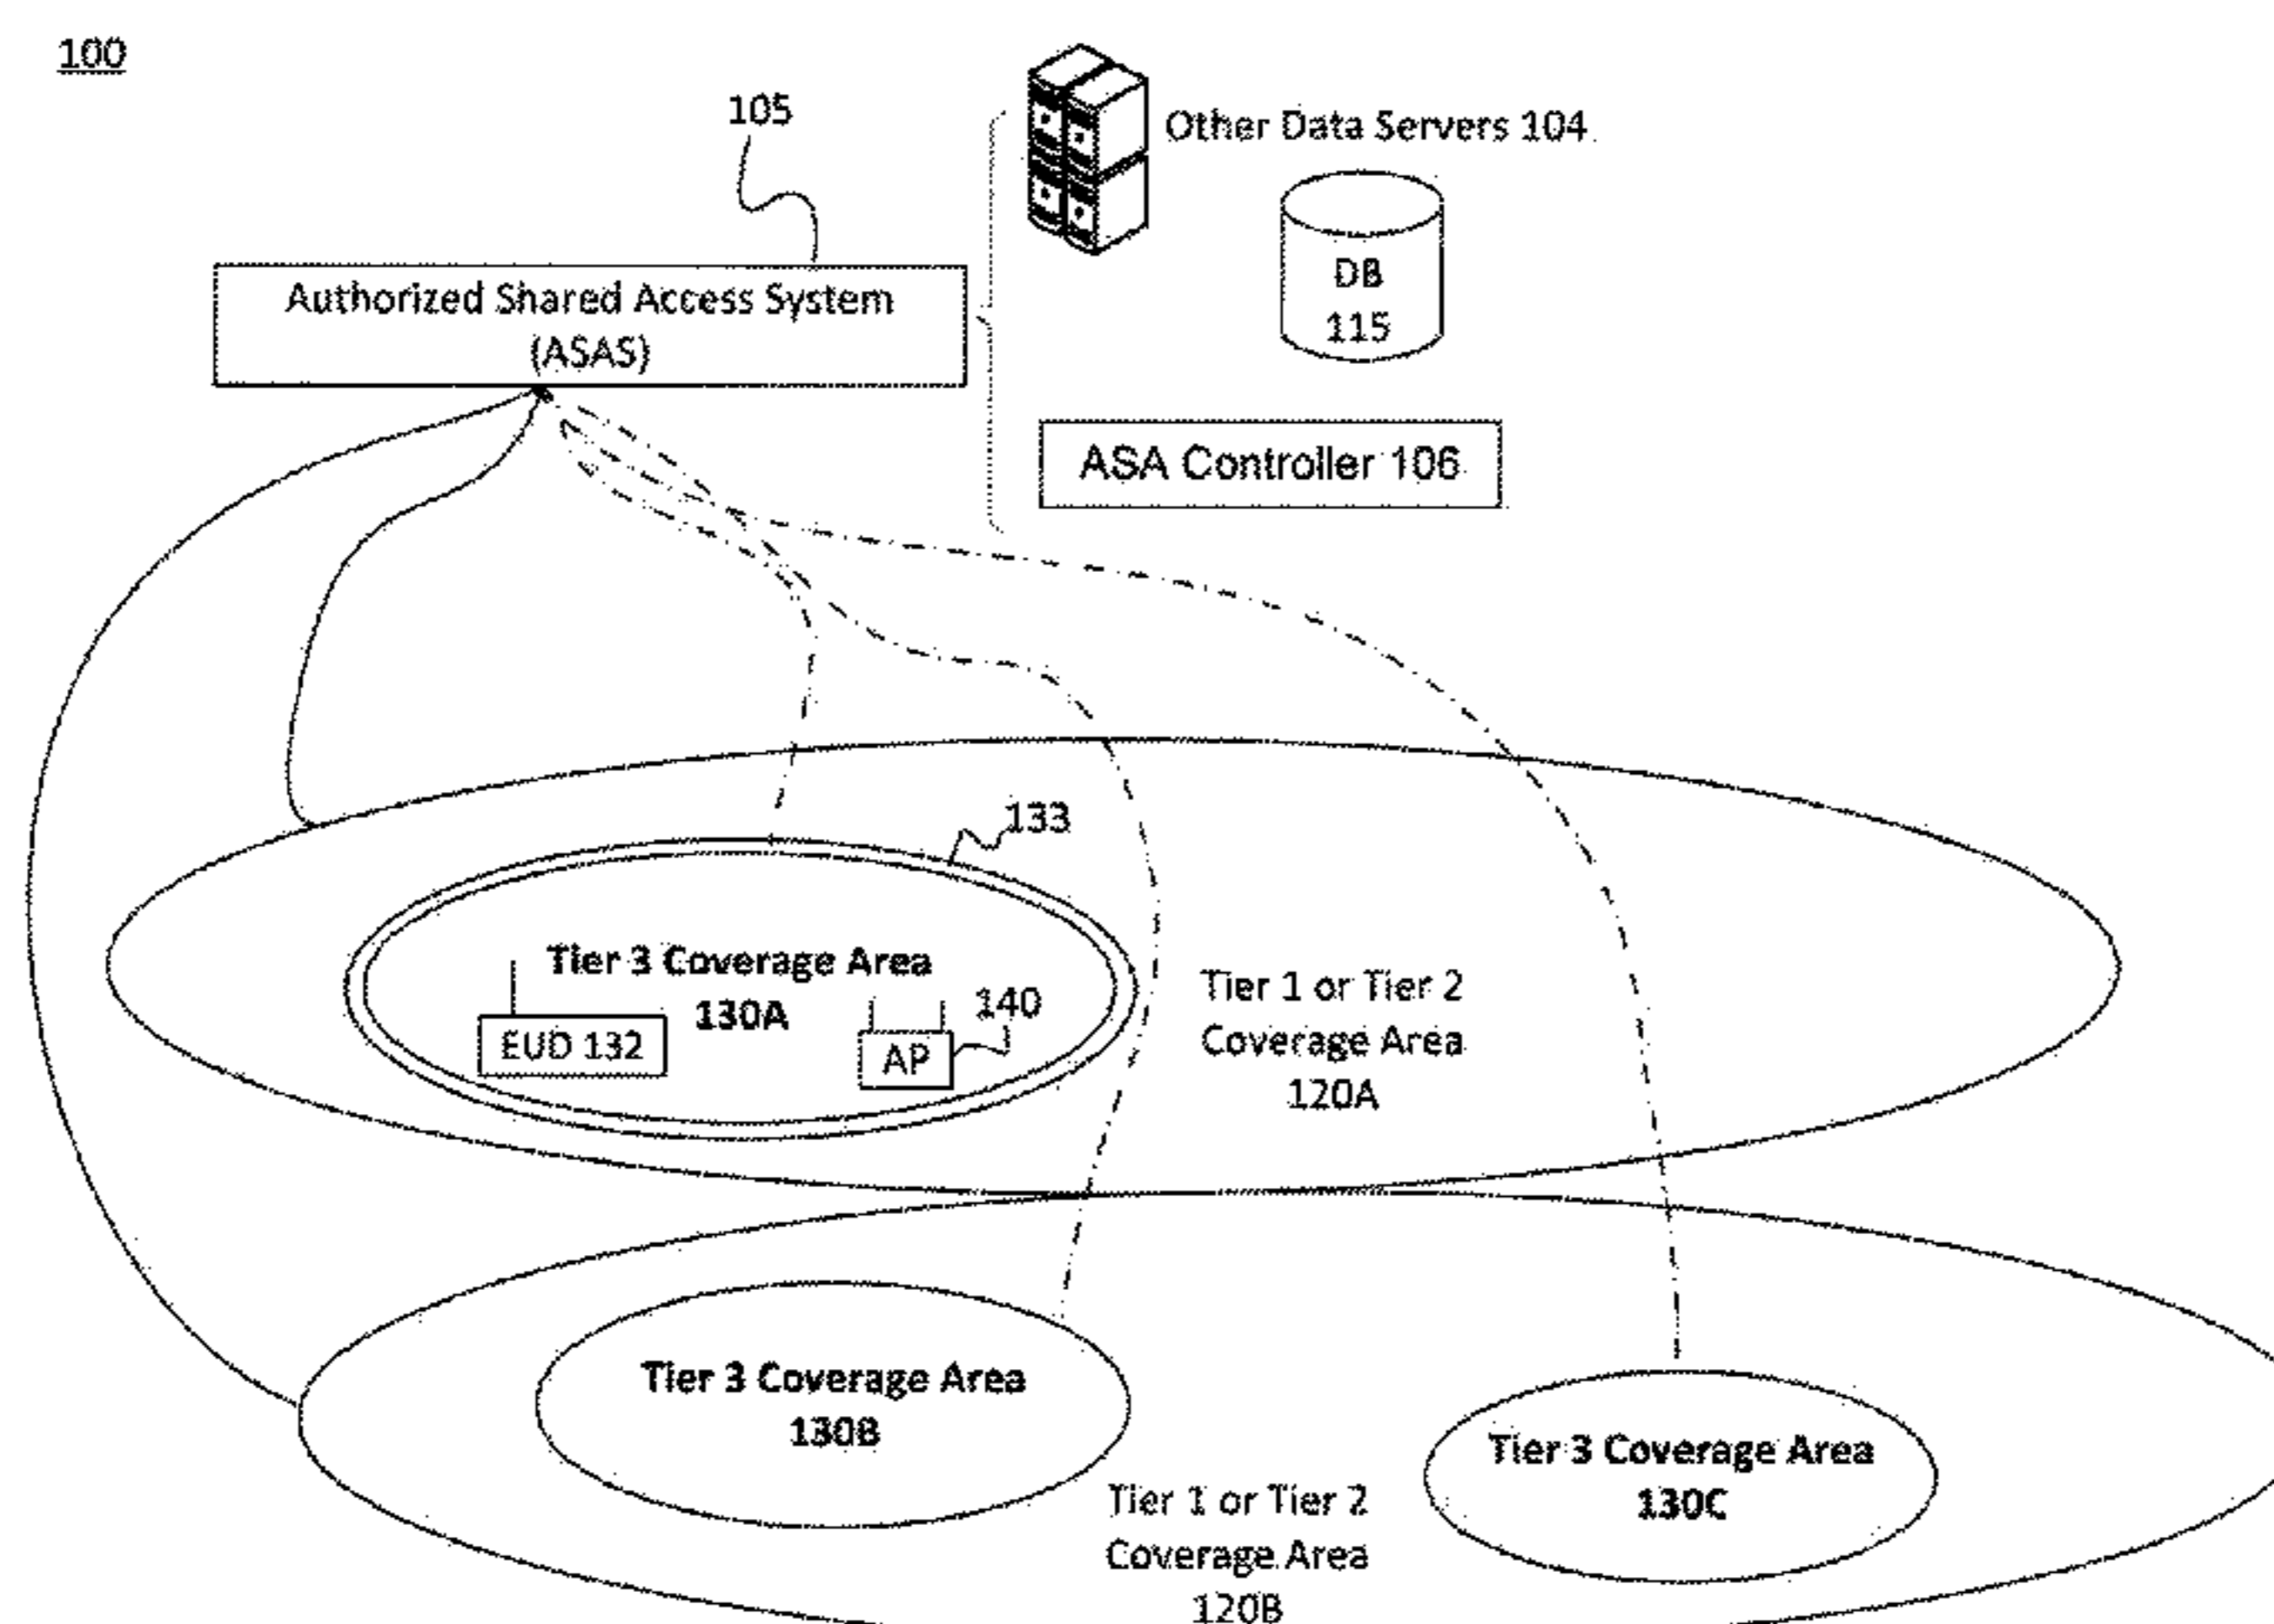 100
105
Other Data Servers 104
Authorized Shared Access System
(ASAS)
DB
115
ASA Controller 106
133
Tier 3 Coverage Area
130A
EUD 132
AP
140
Tier 1 or Tier 2
Coverage Area
120A
Tier 3 Coverage Area
130B
Tier 3 Coverage Area
130C
Tier 1 or Tier 2
Coverage Area
120B